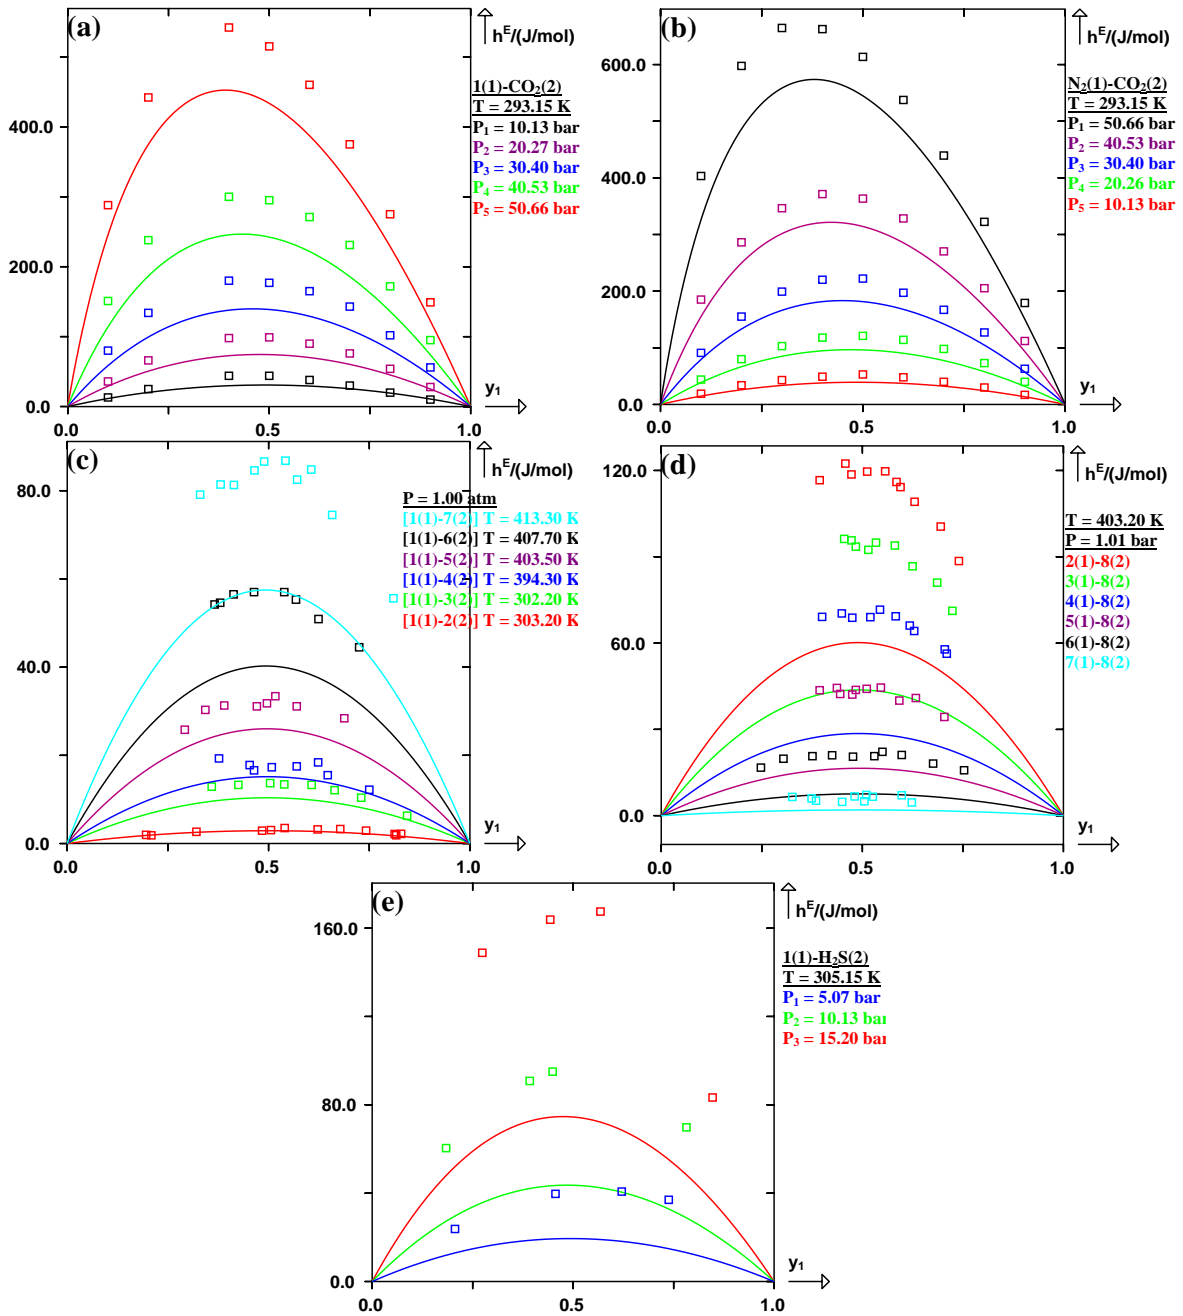 (a)
hᴱ/(J/mol)
1(1)-CO₂(2)
T = 293.15 K
P₁ = 10.13 bar
P₂ = 20.27 bar
P₃ = 30.40 bar
P₄ = 40.53 bar
P₅ = 50.66 bar
400.0
200.0
0.0
y₁
0.0
0.5
1.0
(b)
hᴱ/(J/mol)
N₂(1)-CO₂(2)
T = 293.15 K
P₁ = 50.66 bar
P₂ = 40.53 bar
P₃ = 30.40 bar
P₄ = 20.26 bar
P₅ = 10.13 bar
600.0
400.0
200.0
0.0
y₁
0.0
0.5
1.0
(c)
hᴱ/(J/mol)
P = 1.00 atm
[1(1)-7(2)] T = 413.30 K
[1(1)-6(2)] T = 407.70 K
[1(1)-5(2)] T = 403.50 K
[1(1)-4(2)] T = 394.30 K
[1(1)-3(2)] T = 302.20 K
[1(1)-2(2)] T = 303.20 K
80.0
40.0
0.0
y₁
0.0
0.5
1.0
(d)
hᴱ/(J/mol)
T = 403.20 K
P = 1.01 bar
2(1)-8(2)
3(1)-8(2)
4(1)-8(2)
5(1)-8(2)
6(1)-8(2)
7(1)-8(2)
120.0
60.0
0.0
y₁
0.0
0.5
1.0
(e)
hᴱ/(J/mol)
1(1)-H₂S(2)
T = 305.15 K
P₁ = 5.07 bar
P₂ = 10.13 bar
P₃ = 15.20 bar
160.0
80.0
0.0
y₁
0.0
0.5
1.0